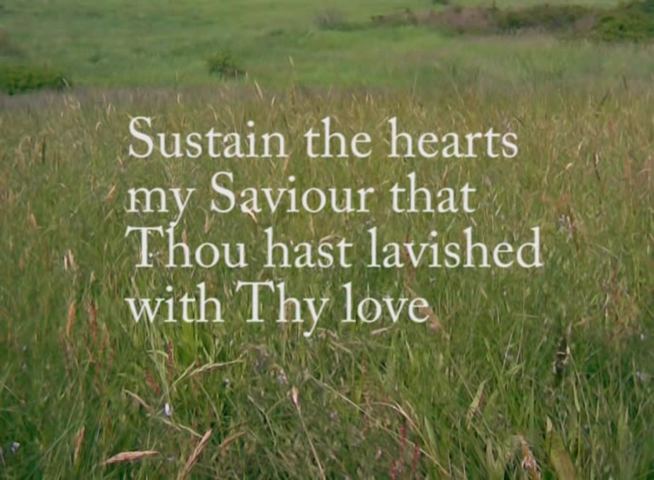 Sustain the hearts
my Saviour that
Thou hast lavished
with Thy love